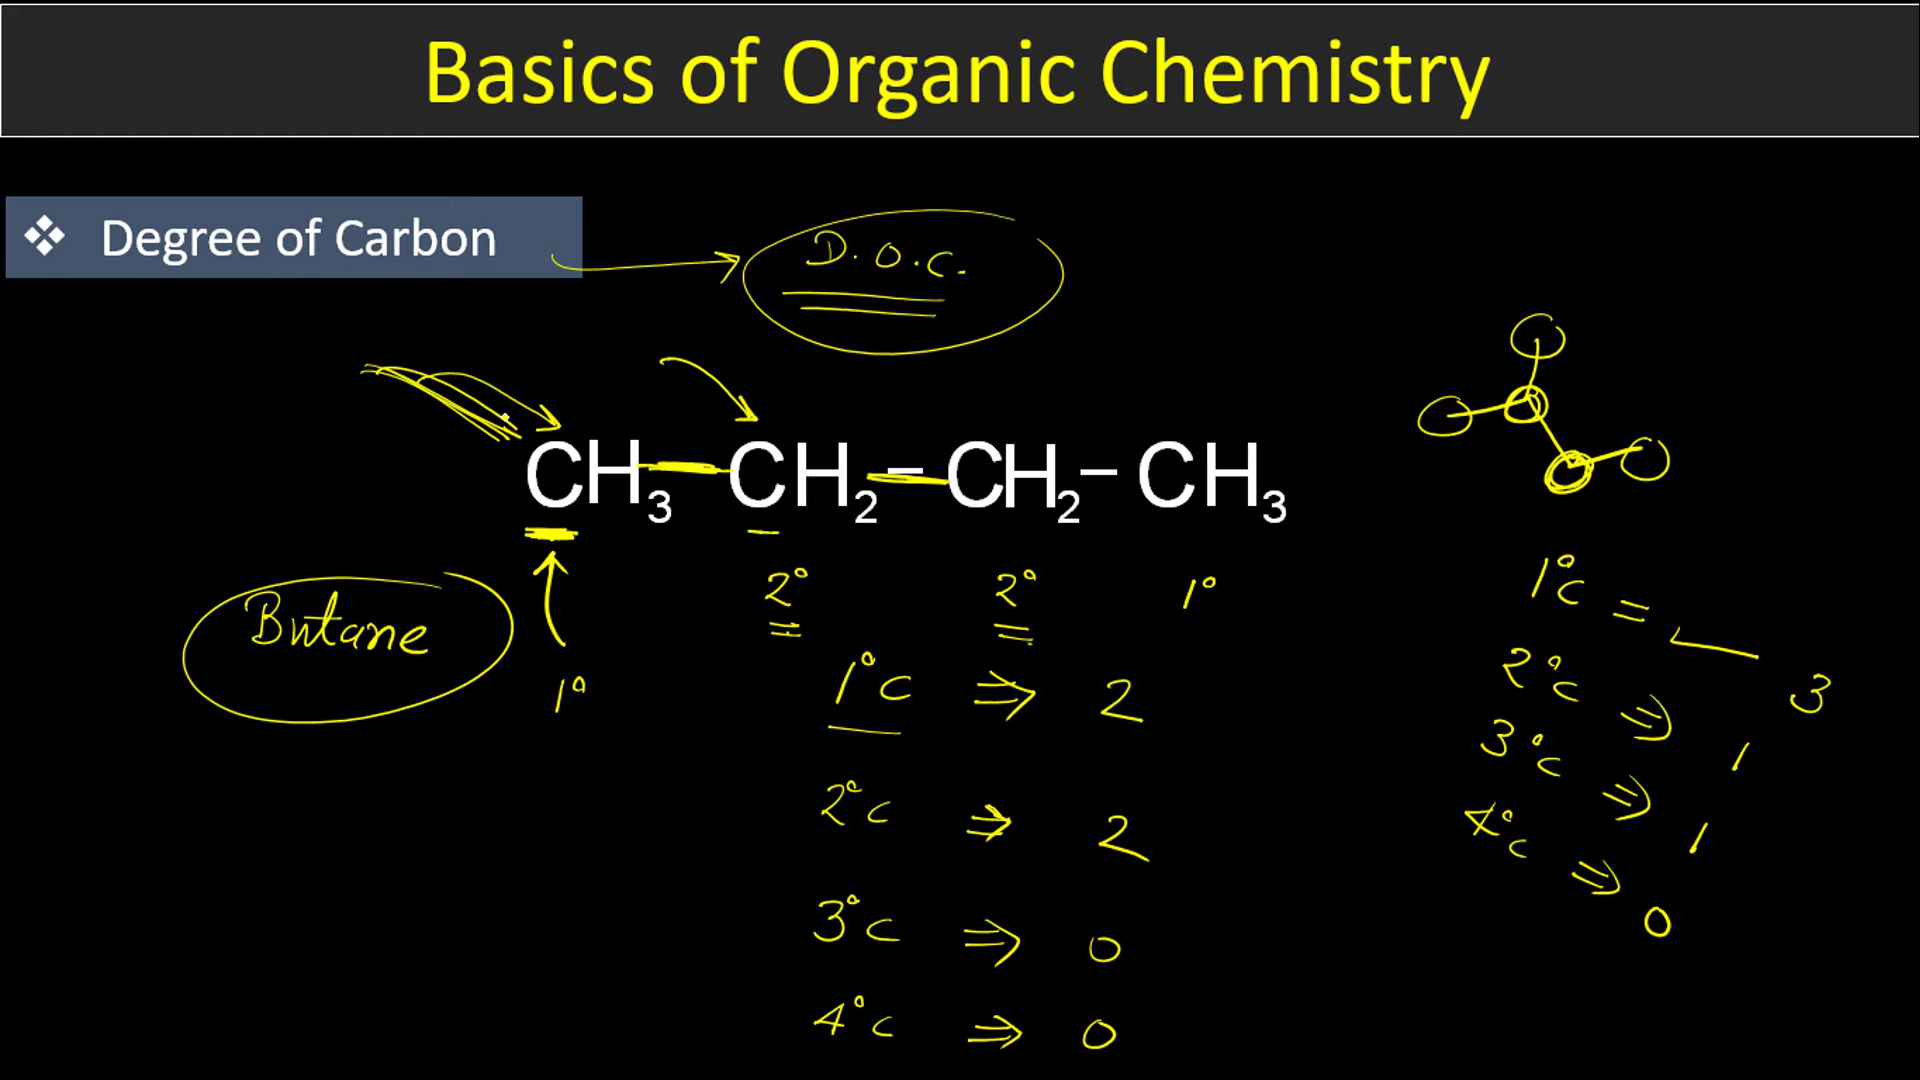 Basics of Organic Chemistry
❖ Degree of Carbon
D.O.C.
CH₃ – CH₂ – CH₂ – CH₃
2° 2° 1°
Butane
1°
1°C ⇒ 2
2°C ⇒ 2
3°C ⇒ 0
4°C ⇒ 0
1°C = 3
2°C ⇒ 1
3°C ⇒ 1
4°C ⇒ 0